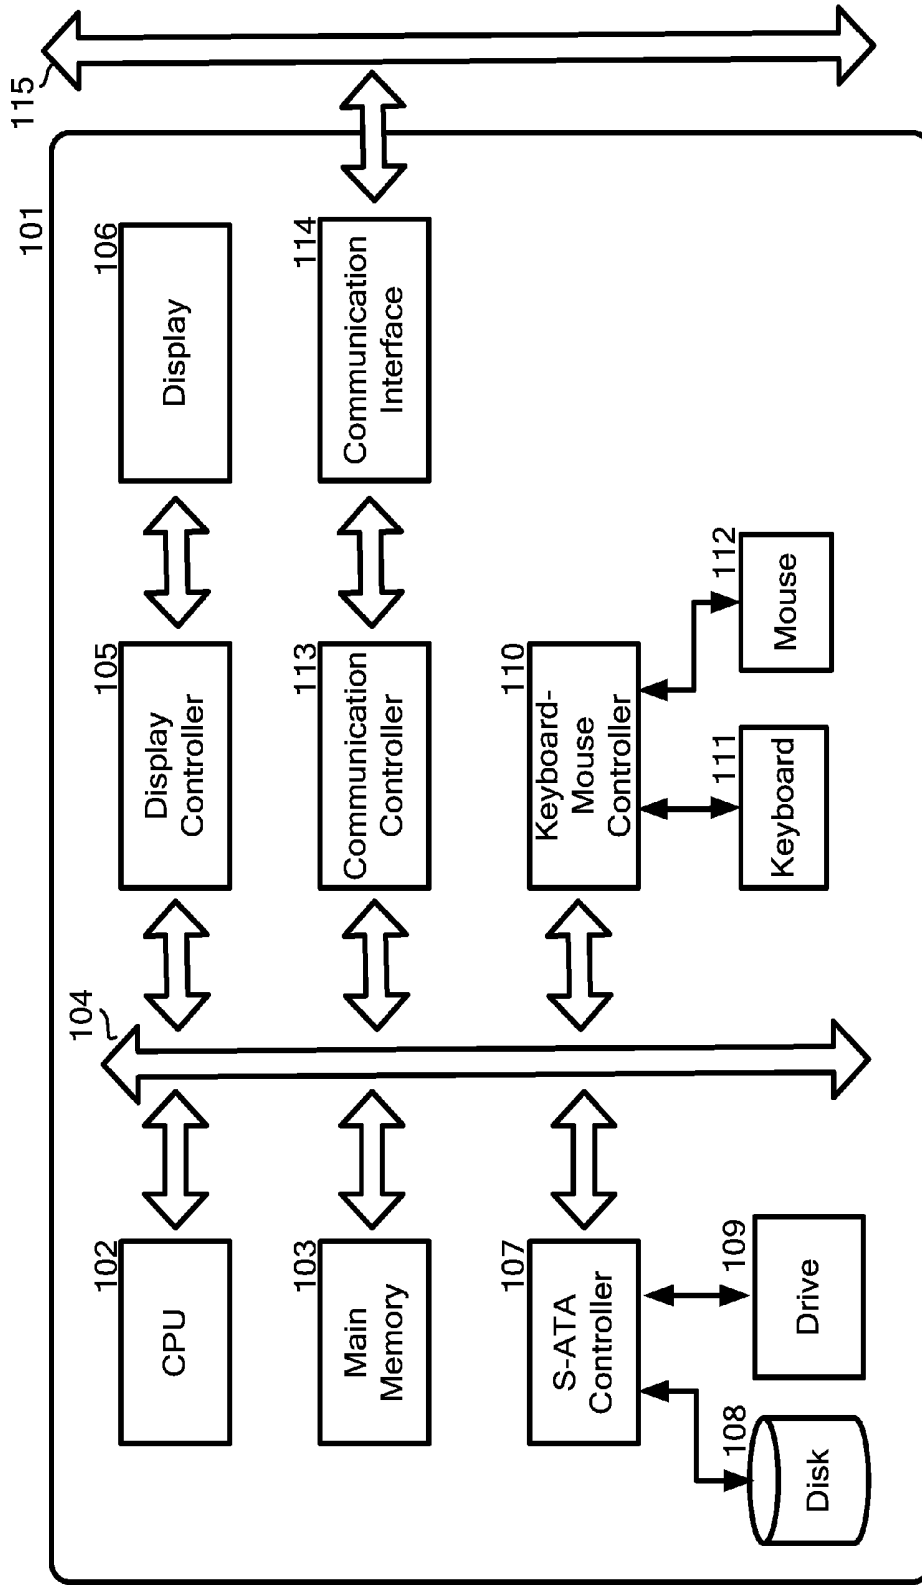 101
115
102
CPU
104
105
Display
Controller
106
Display
103
Main
Memory
113
Communication
Controller
114
Communication
Interface
107
S-ATA
Controller
110
Keyboard-
Mouse
Controller
108
Disk
109
Drive
111
Keyboard
112
Mouse